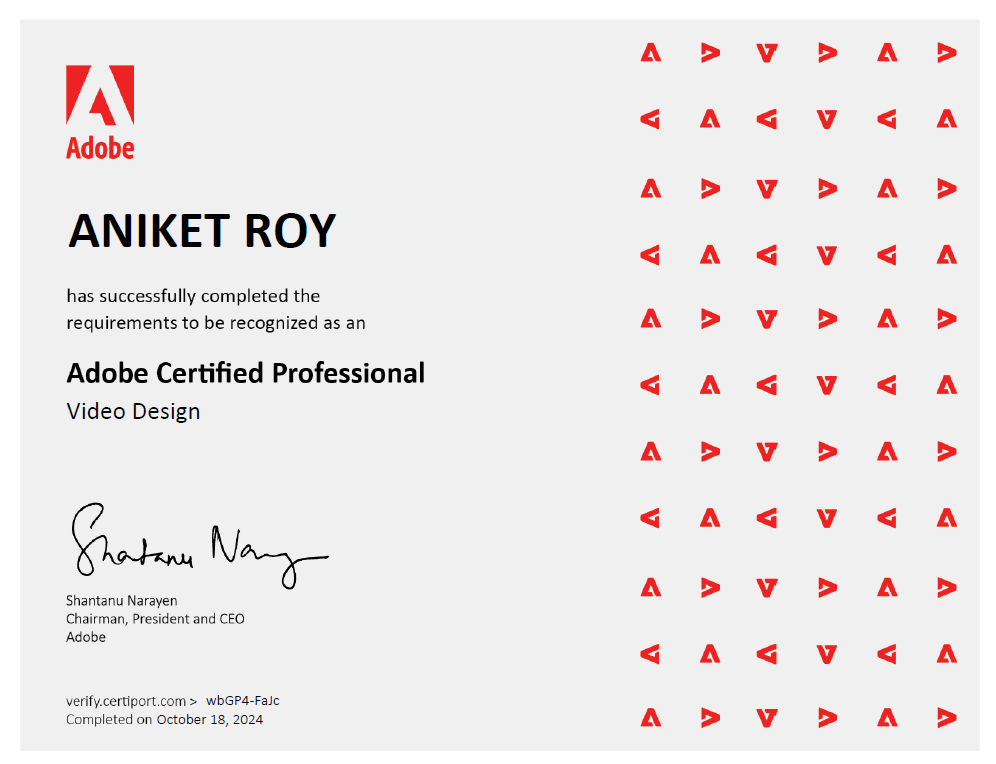 Adobe
ANIKET ROY
has successfully completed the
requirements to be recognized as an
Adobe Certified Professional
Video Design
Shantanu Narayen
Shantanu Narayen
Chairman, President and CEO
Adobe
verify.certiport.com > wbGP4-FaJc
Completed on October 18, 2024